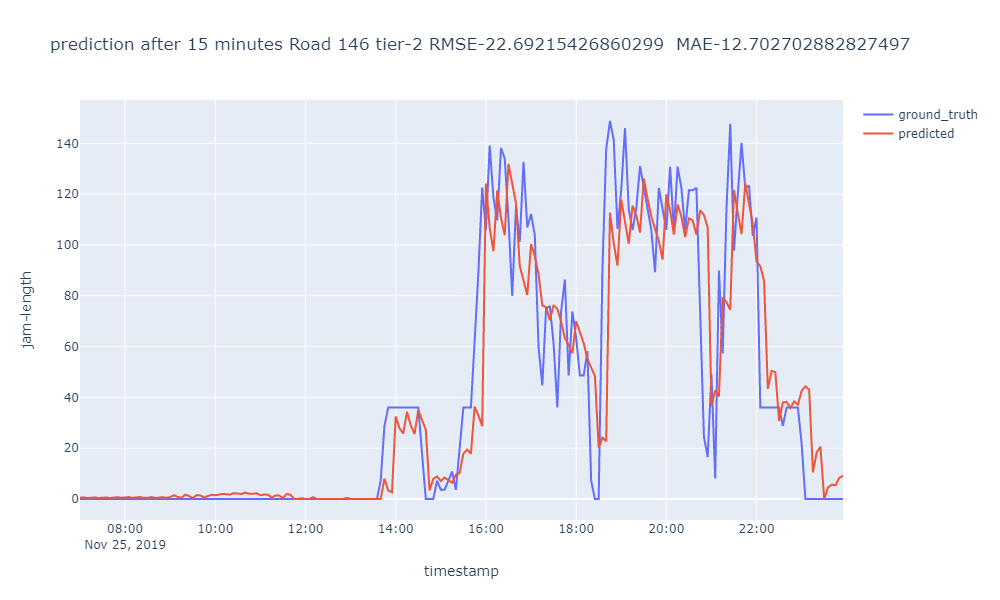 prediction after 15 minutes Road 146 tier-2 RMSE-22.69215426860299  MAE-12.702702882827497
ground_truth
predicted
140
120
100
80
60
40
20
0
jam-length
08:00 10:00 12:00 14:00 16:00 18:00 20:00 22:00
Nov 25, 2019
timestamp